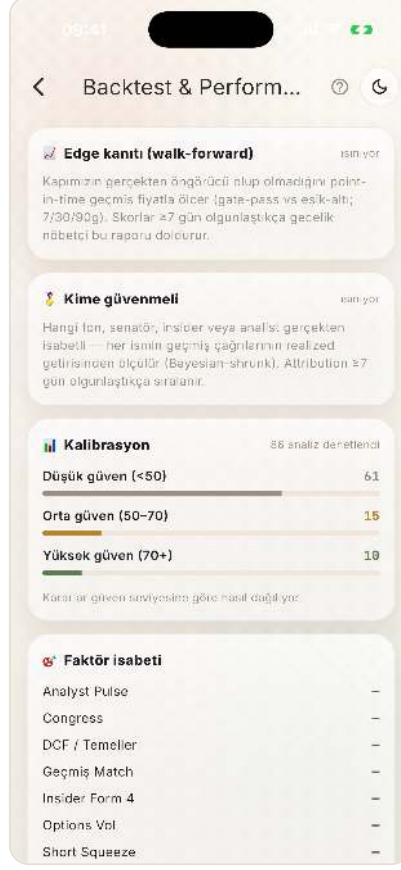 09:41
Backtest & Perform...
Edge kanıtı (walk-forward)
ısınıyor
Kapımızın gerçekten öngörücü olup olmadığını point-
in-time geçmiş fiyatla ölçer (gate-pass vs eşik-altı;
7/30/90g). Skorlar ≥7 gün olgunlaştıkça gecelik
nöbetçi bu raporu doldurur.
Kime güvenmeli
ısınıyor
Hangi fon, senatör, insider veya analist gerçekten
isabetli — her ismin geçmiş çağrılarının realized
getirisinden ölçülür (Bayesian-shrunk). Attribution ≥7
gün olgunlaştıkça sıralanır.
Kalibrasyon
86 analiz denetlendi
Düşük güven (<50)
61
Orta güven (50–70)
15
Yüksek güven (70+)
10
Kararlar güven seviyesine göre nasıl dağılıyor.
Faktör isabeti
Analyst Pulse
–
Congress
–
DCF / Temeller
–
Geçmiş Match
–
Insider Form 4
–
Options Vol
–
Short Squeeze
–